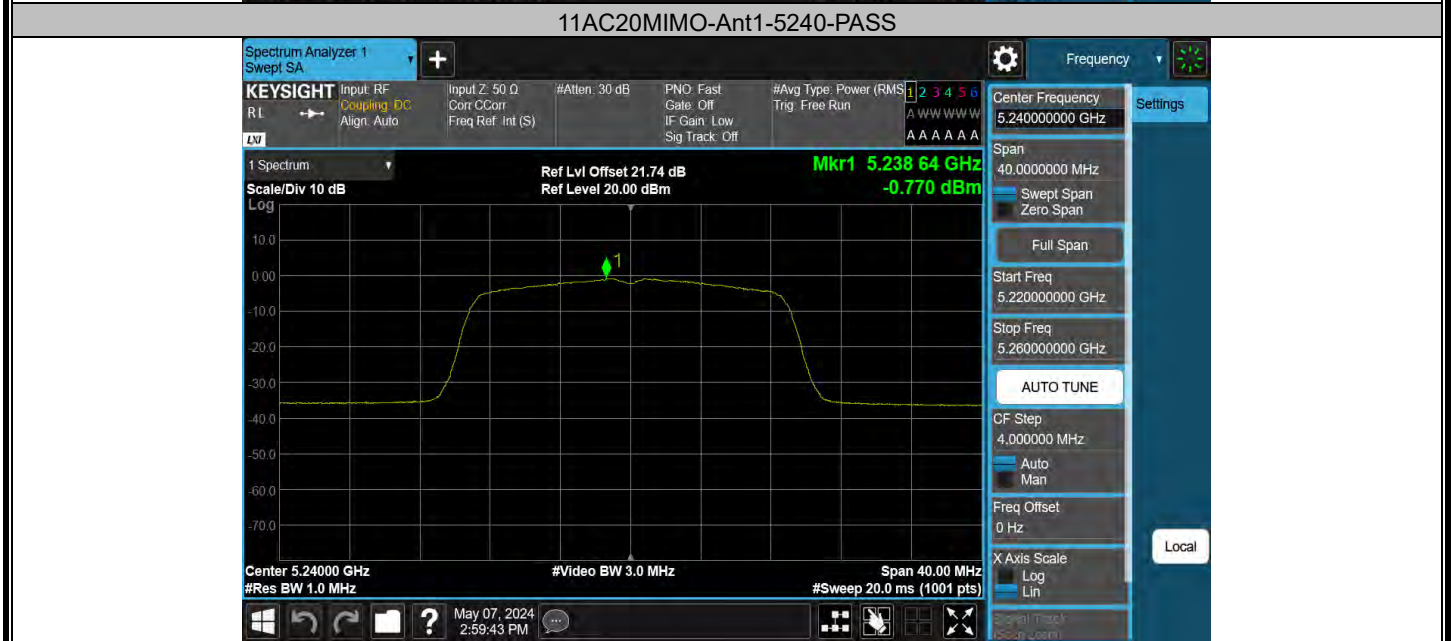 11AC20MIMO-Ant1-5240-PASS
Spectrum Analyzer 1
Swept SA
Frequency
KEYSIGHT
RL
LXI
Input: RF
Coupling: DC
Align: Auto
Input Z: 50 Ω
Corr CCorr
Freq Ref: Int (S)
#Atten: 30 dB
PNO: Fast
Gate: Off
IF Gain: Low
Sig Track: Off
#Avg Type: Power (RMS
Trig: Free Run
1 2 3 4 5 6
A W W W W W
A A A A A A
Center Frequency
5.240000000 GHz
Settings
1 Spectrum
Scale/Div 10 dB
Log
Ref Lvl Offset 21.74 dB
Ref Level 20.00 dBm
Mkr1 5.238 64 GHz
-0.770 dBm
Span
40.0000000 MHz
Swept Span
Zero Span
Full Span
Start Freq
5.220000000 GHz
Stop Freq
5.260000000 GHz
AUTO TUNE
CF Step
4.000000 MHz
Auto
Man
Freq Offset
0 Hz
X Axis Scale
Log
Lin
Signal Track
(Span Zoom)
Local
10.0
0.00
-10.0
-20.0
-30.0
-40.0
-50.0
-60.0
-70.0
1
Center 5.24000 GHz
#Res BW 1.0 MHz
#Video BW 3.0 MHz
Span 40.00 MHz
#Sweep 20.0 ms (1001 pts)
?
May 07, 2024
2:59:43 PM